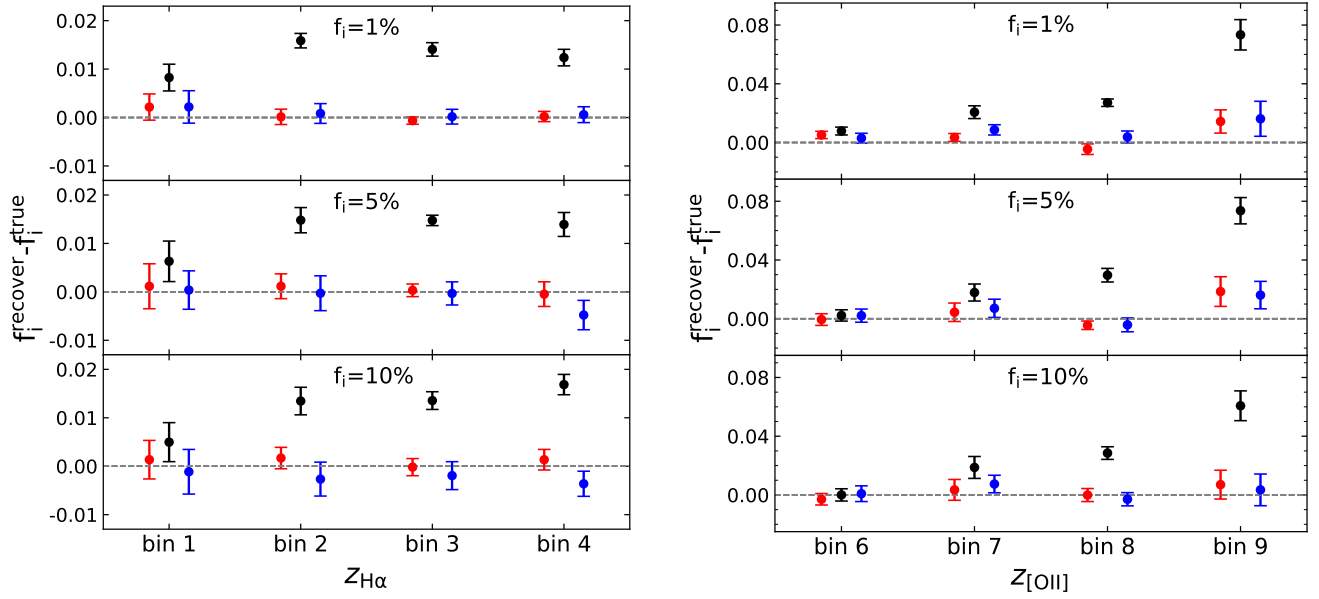 f_i^recover-f_i^true
f_i=1%
0.02
0.01
0.00
-0.01
f_i=5%
0.02
0.01
0.00
-0.01
f_i=10%
0.02
0.01
0.00
-0.01
bin 1 bin 2 bin 3 bin 4
z_Hα
f_i^recover-f_i^true
f_i=1%
0.08
0.04
0.00
f_i=5%
0.08
0.04
0.00
f_i=10%
0.08
0.04
0.00
bin 6 bin 7 bin 8 bin 9
z_[OII]